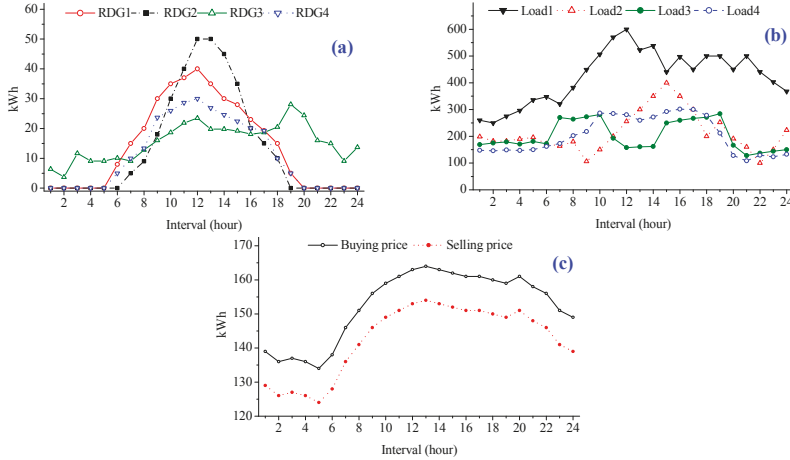 RDG1 RDG2 RDG3 RDG4
(a)
kWh
60
50
40
30
20
10
0
2 4 6 8 10 12 14 16 18 20 22 24
Interval (hour)
Load1 Load2 Load3 Load4
(b)
kWh
600
500
400
300
200
100
0
2 4 6 8 10 12 14 16 18 20 22 24
Interval (hour)
Buying price Selling price
(c)
kWh
170
160
150
140
130
120
2 4 6 8 10 12 14 16 18 20 22 24
Interval (hour)